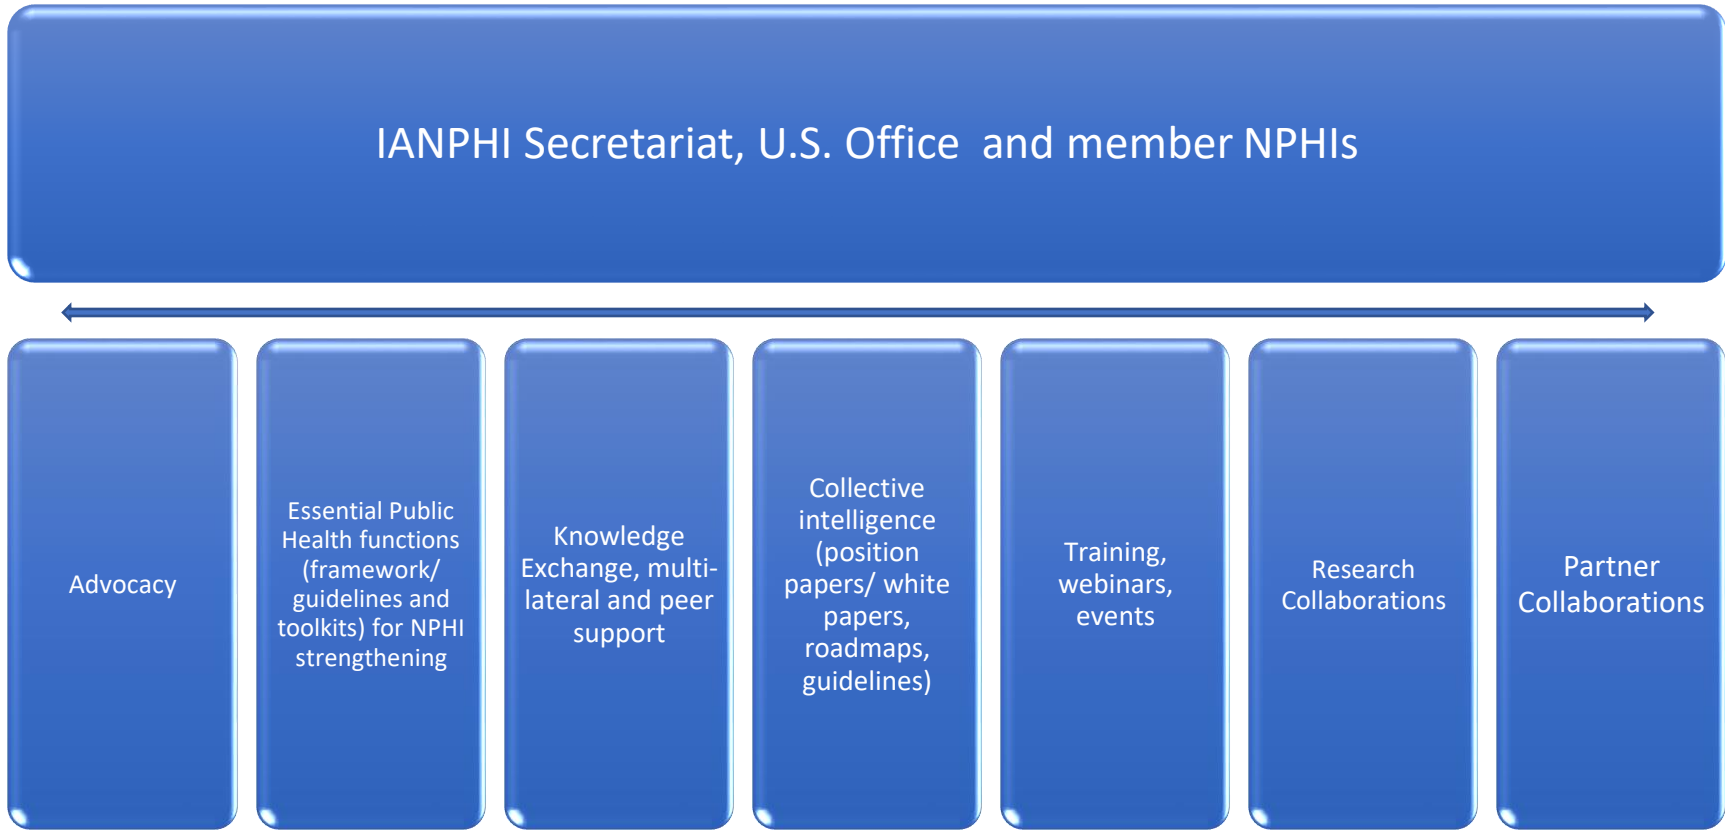 IANPHI Secretariat, U.S. Office  and member NPHIs
Advocacy
Essential Public
Health functions
(framework/
guidelines and
toolkits) for NPHI
strengthening
Knowledge
Exchange, multi-
lateral and peer
support
Collective
intelligence
(position
papers/ white
papers,
roadmaps,
guidelines)
Training,
webinars,
events
Research
Collaborations
Partner
Collaborations